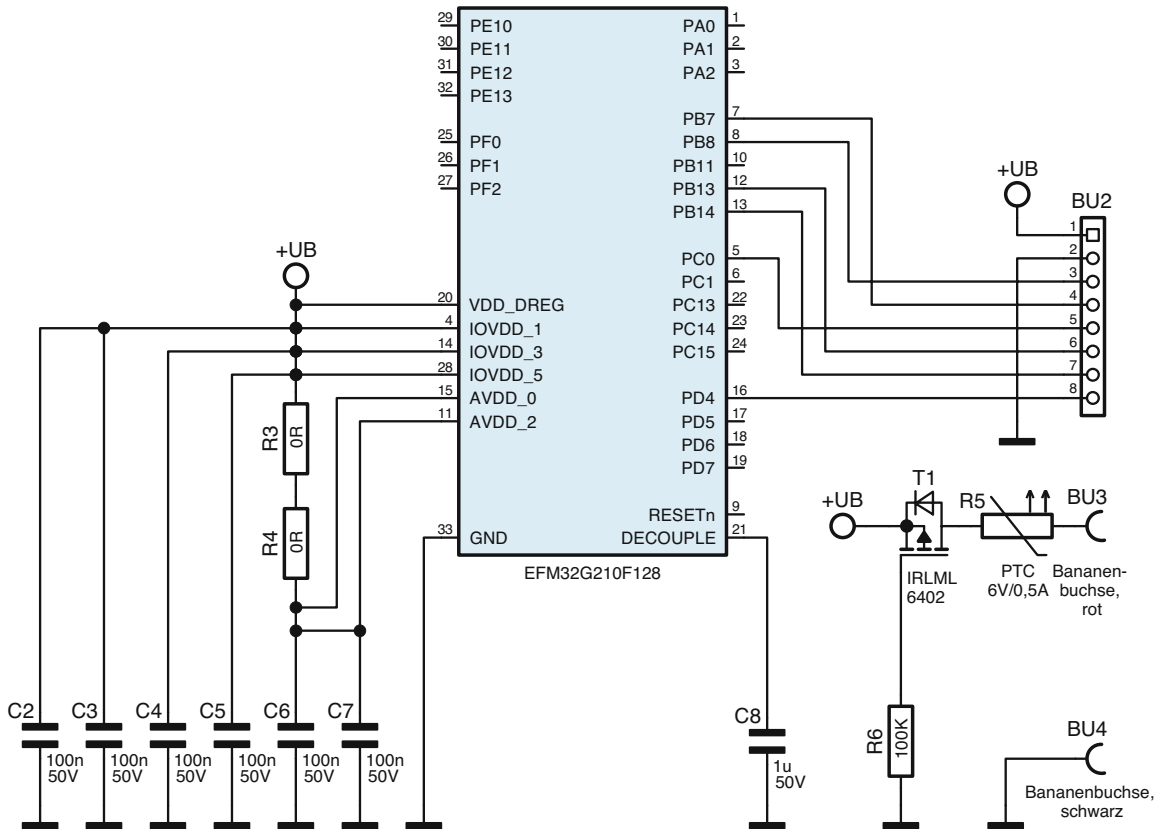 29 PE10
30 PE11
31 PE12
32 PE13
25 PF0
26 PF1
27 PF2
20 VDD_DREG
4 IOVDD_1
14 IOVDD_3
28 IOVDD_5
15 AVDD_0
11 AVDD_2
33 GND
PA0 1
PA1 2
PA2 3
PB7 7
PB8 8
PB11 10
PB13 12
PB14 13
PC0 5
PC1 6
PC13 22
PC14 23
PC15 24
PD4 16
PD5 17
PD6 18
PD7 19
RESETn 9
DECOUPLE 21
EFM32G210F128
+UB
R3
0R
R4
0R
C2
100n
50V
C3
100n
50V
C4
100n
50V
C5
100n
50V
C6
100n
50V
C7
100n
50V
C8
1u
50V
+UB
BU2
1
2
3
4
5
6
7
8
+UB
T1
IRLML
6402
R5
PTC
6V/0,5A
BU3
Bananen-
buchse,
rot
R6
100K
BU4
Bananenbuchse,
schwarz